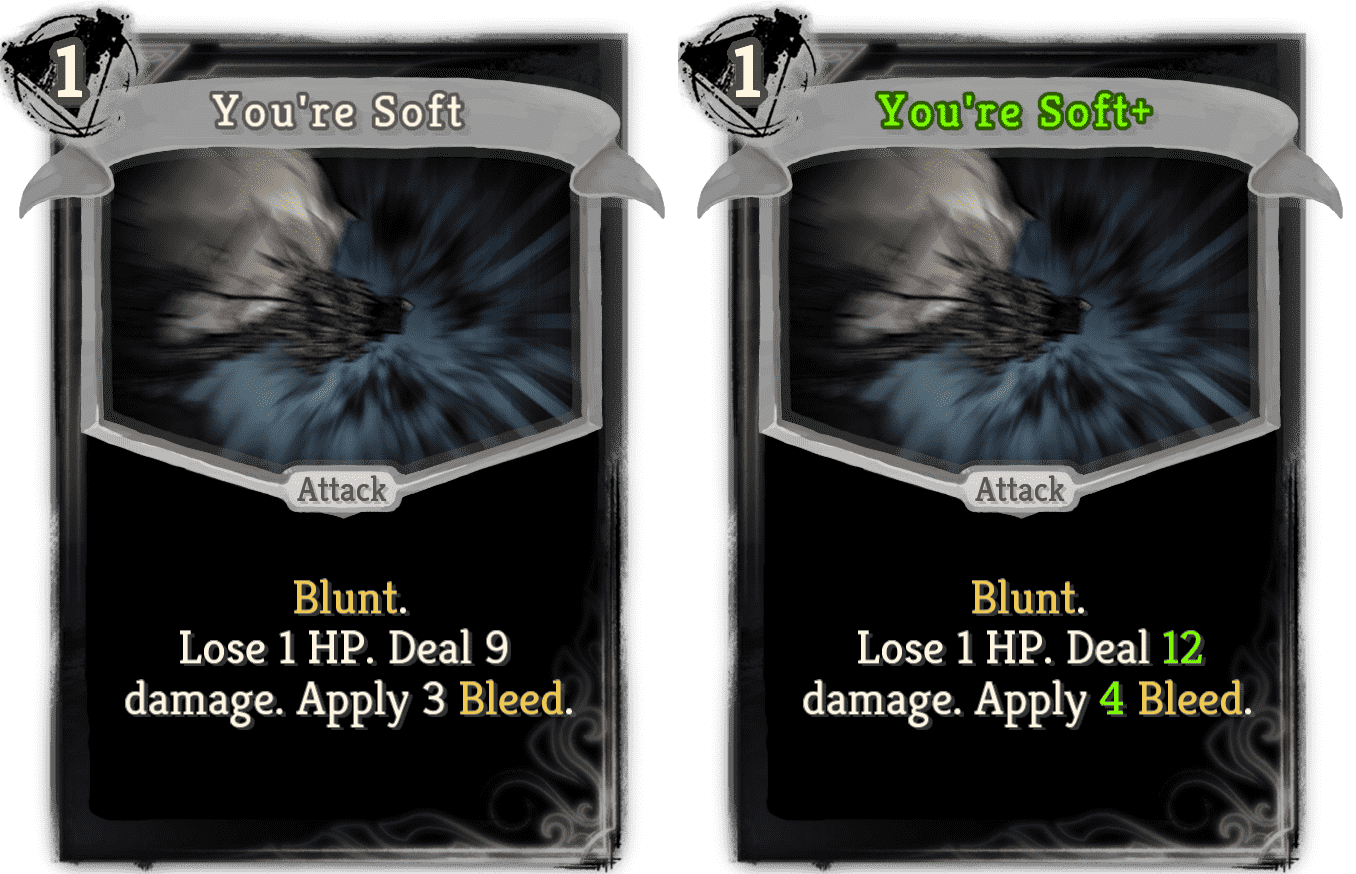 1
You're Soft
Attack
Blunt.
Lose 1 HP. Deal 9
damage. Apply 3 Bleed.
1
You're Soft+
Attack
Blunt.
Lose 1 HP. Deal 12
damage. Apply 4 Bleed.